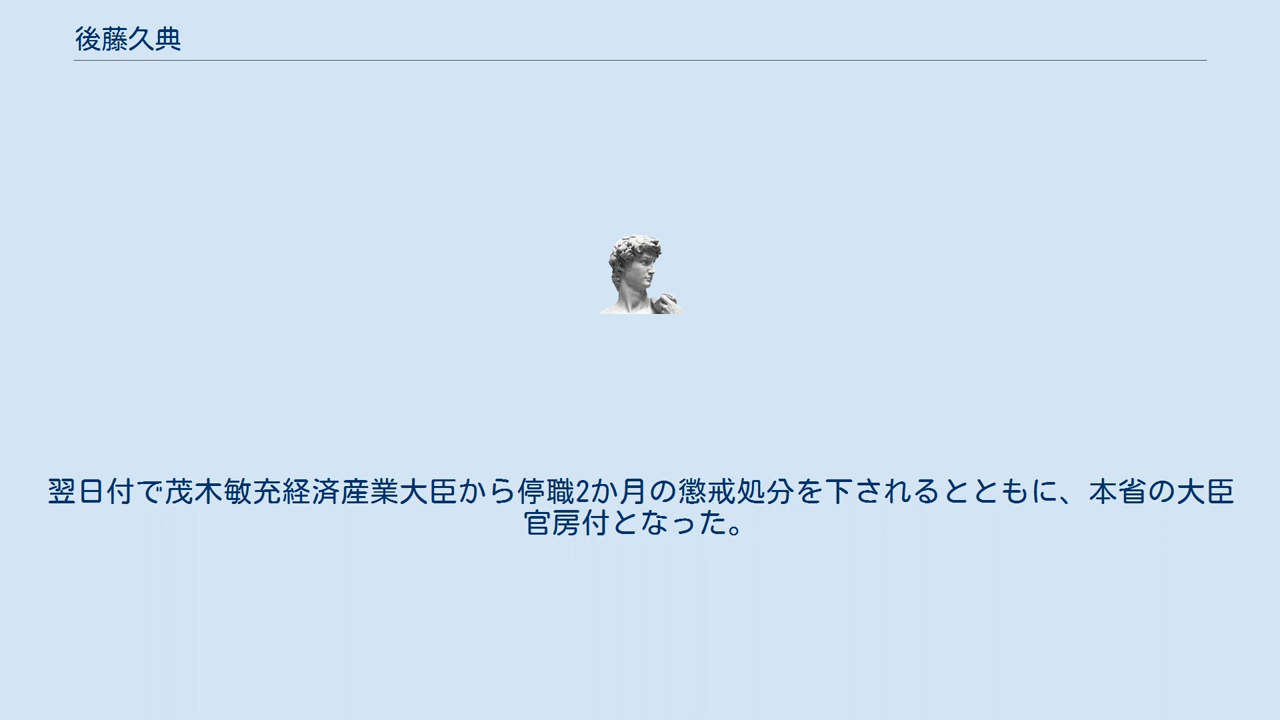 後藤久典
翌日付で茂木敏充経済産業大臣から停職2か月の懲戒処分を下されるとともに、本省の大臣
官房付となった。